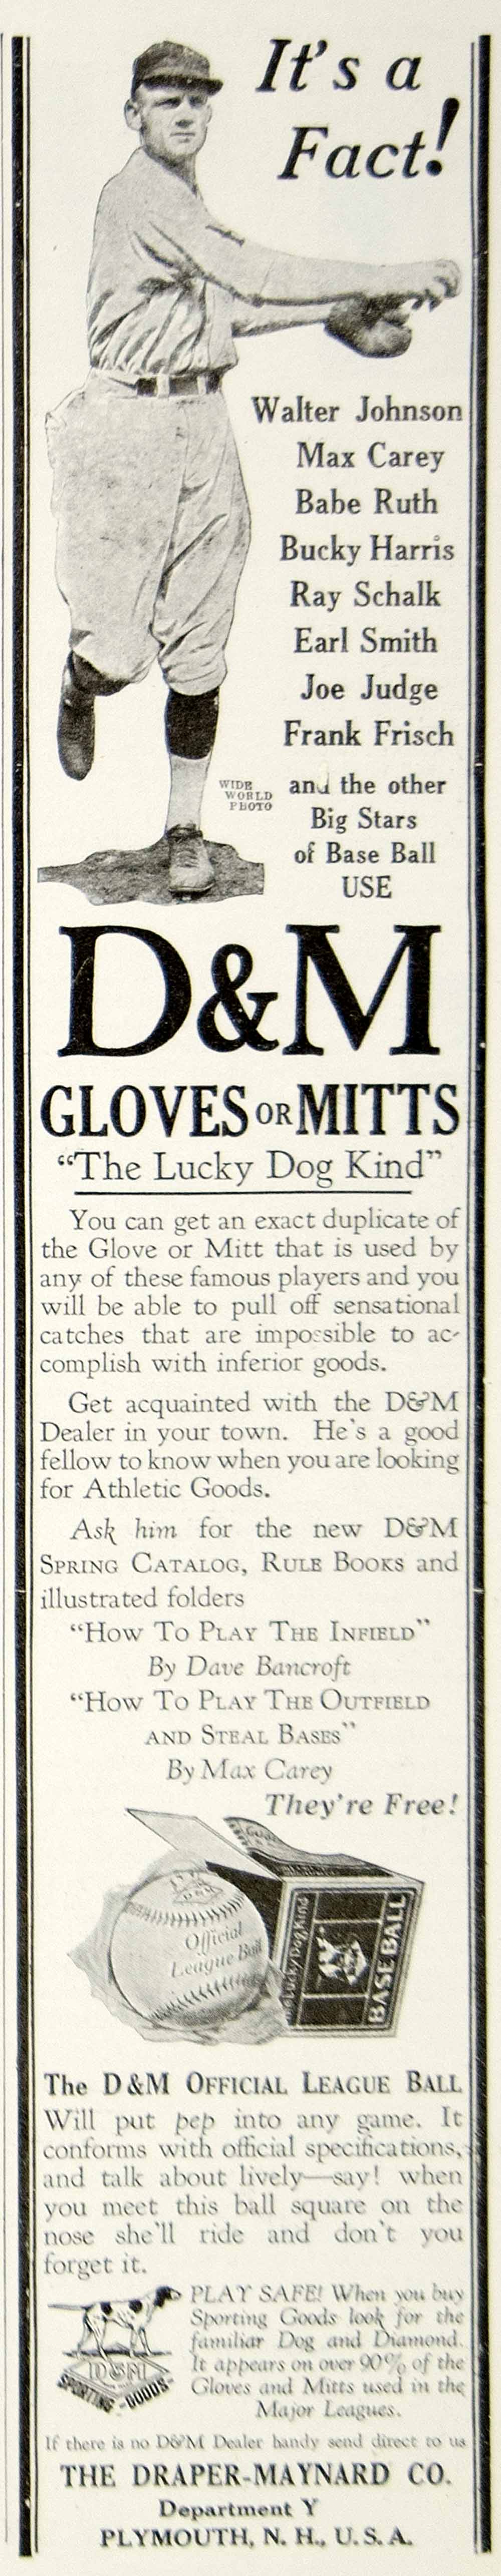 It's a
Fact!
Walter Johnson
Max Carey
Babe Ruth
Bucky Harris
Ray Schalk
Earl Smith
Joe Judge
Frank Frisch
WIDE
WORLD
PHOTO
and the other
Big Stars
of Base Ball
USE
D&M
GLOVES OR MITTS
"The Lucky Dog Kind"
You can get an exact duplicate of
the Glove or Mitt that is used by
any of these famous players and you
will be able to pull off sensational
catches that are impossible to ac-
complish with inferior goods.
Get acquainted with the D&M
Dealer in your town. He's a good
fellow to know when you are looking
for Athletic Goods.
Ask him for the new D&M
SPRING CATALOG, RULE BOOKS and
illustrated folders
"HOW TO PLAY THE INFIELD"
By Dave Bancroft
"HOW TO PLAY THE OUTFIELD
AND STEAL BASES"
By Max Carey
They're Free!
Official
League Ball
Lucky Dog Kind
BASE BALL
The D&M OFFICIAL LEAGUE BALL
Will put pep into any game. It
conforms with official specifications,
and talk about lively—say! when
you meet this ball square on the
nose she'll ride and don't you
forget it.
D&M
SPORTING GOODS
PLAY SAFE! When you buy
Sporting Goods look for the
familiar Dog and Diamond.
It appears on over 90% of the
Gloves and Mitts used in the
Major Leagues.
If there is no D&M Dealer handy send direct to us
THE DRAPER-MAYNARD CO.
Department Y
PLYMOUTH, N. H., U. S. A.